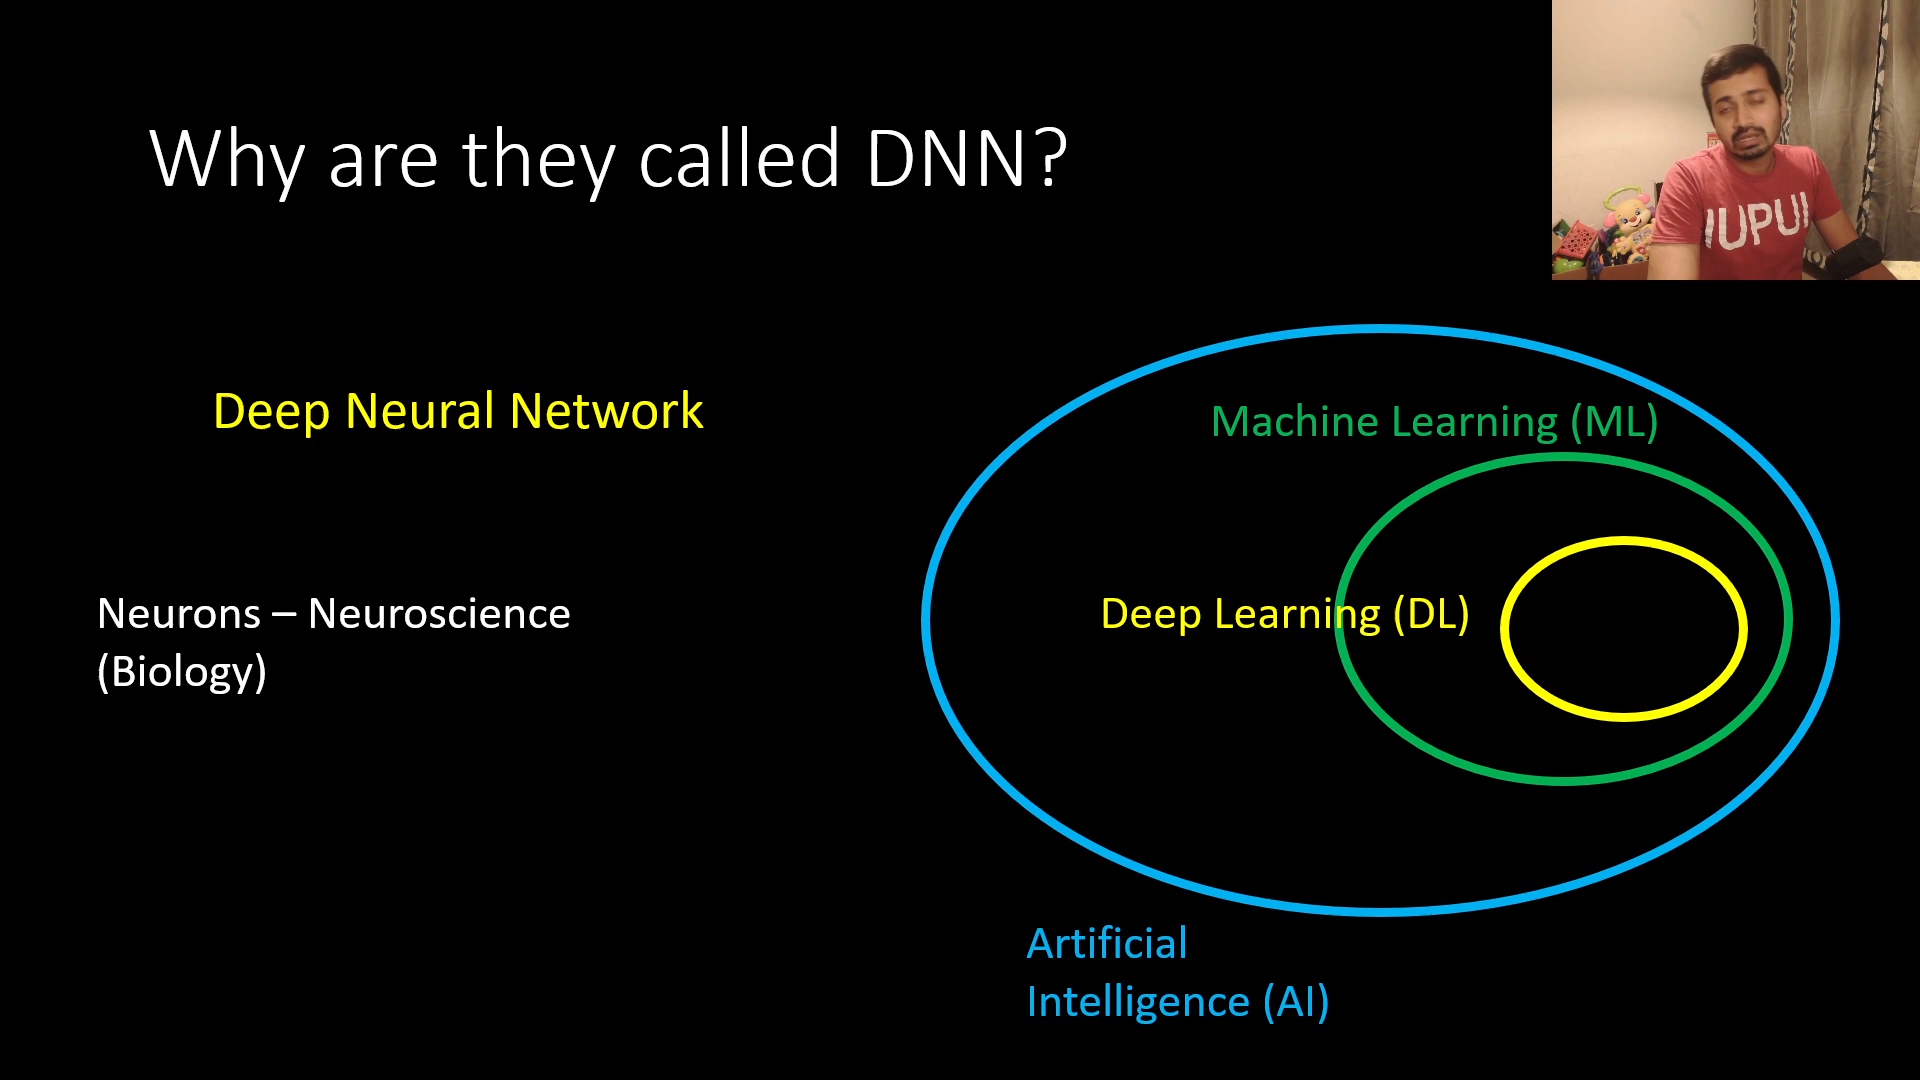 Why are they called DNN?
IUPUI
Deep Neural Network
Machine Learning (ML)
Neurons – Neuroscience
(Biology)
Deep Learning (DL)
Artificial
Intelligence (AI)